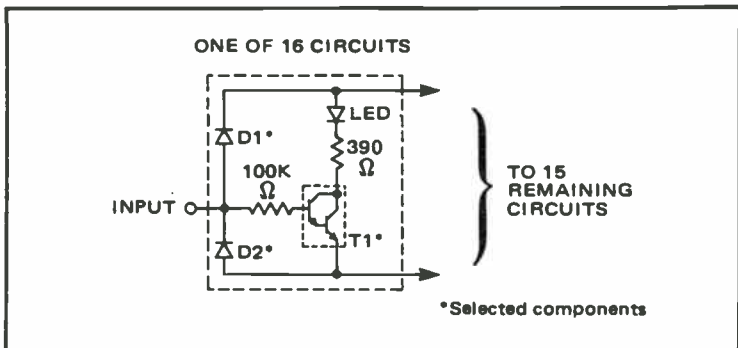 ONE OF 16 CIRCUITS
LED
D1*
390
Ω
100K
Ω
INPUT
T1*
D2*
TO 15
REMAINING
CIRCUITS
*Selected components